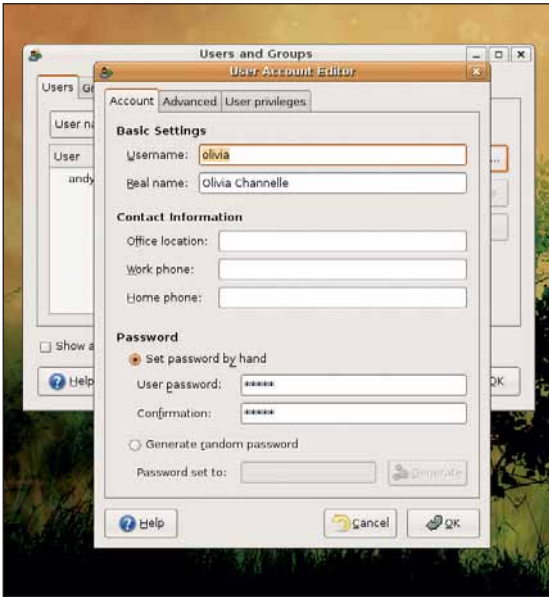 Users and Groups
User Account Editor
Users
Account Advanced User privileges
Basic Settings
User
Username: olivia
andy
Real name: Olivia Channelle
Contact Information
Office location:
Work phone:
Home phone:
Password
Show a
Set password by hand
Help
User password: *****
OK
Confirmation: *****
Generate random password
Password set to: Generate
Help Cancel OK